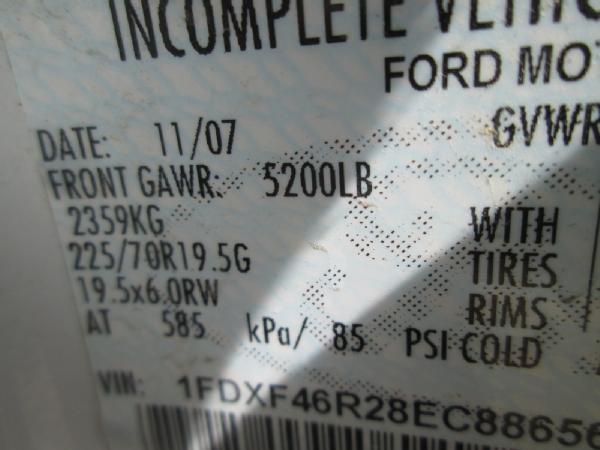 INCOMPLETE VEHIC
FORD MOT
GVWR
DATE: 11/07
FRONT GAWR: 5200LB
2359KG
WITH
225/70R19.5G
TIRES
19.5x6.0RW
RIMS
AT 585 kPa/ 85 PSI COLD
VIN: 1FDXF46R28EC88656